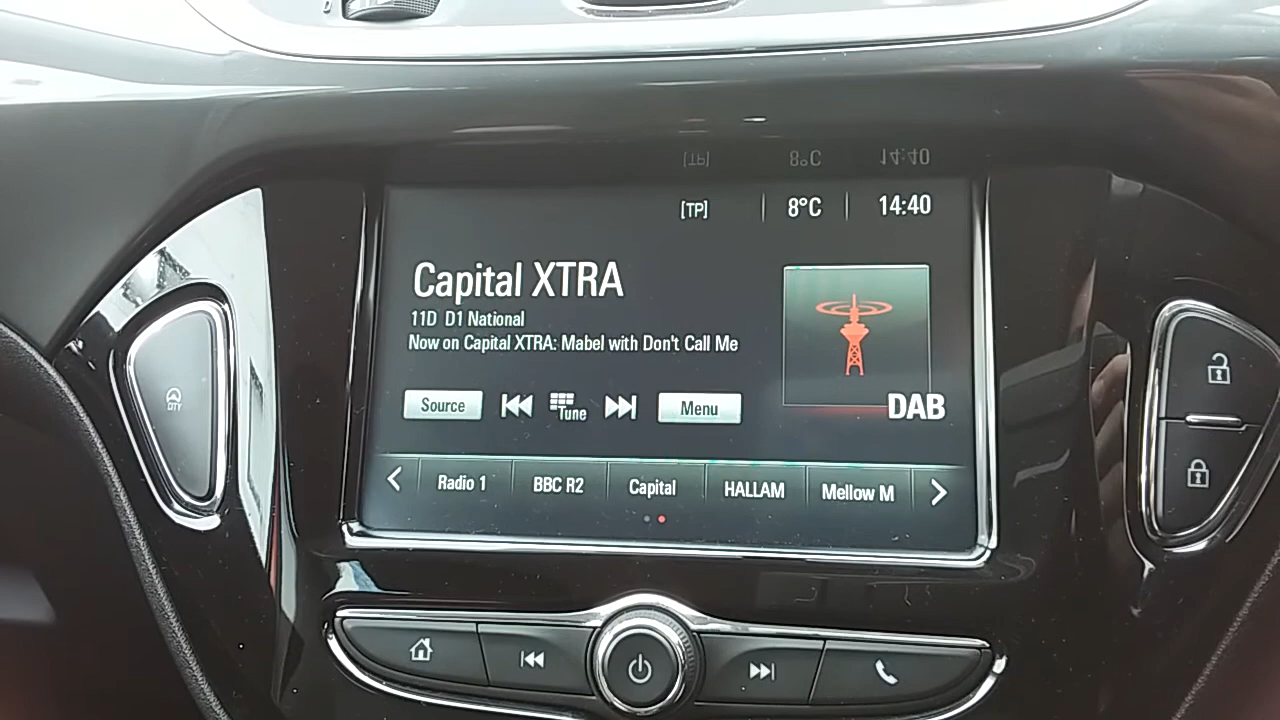 [TP] 8°C 14:40
Capital XTRA
11D D1 National
Now on Capital XTRA: Mabel with Don't Call Me
DAB
Source Tune Menu
Radio 1 BBC R2 Capital HALLAM Mellow M
CITY